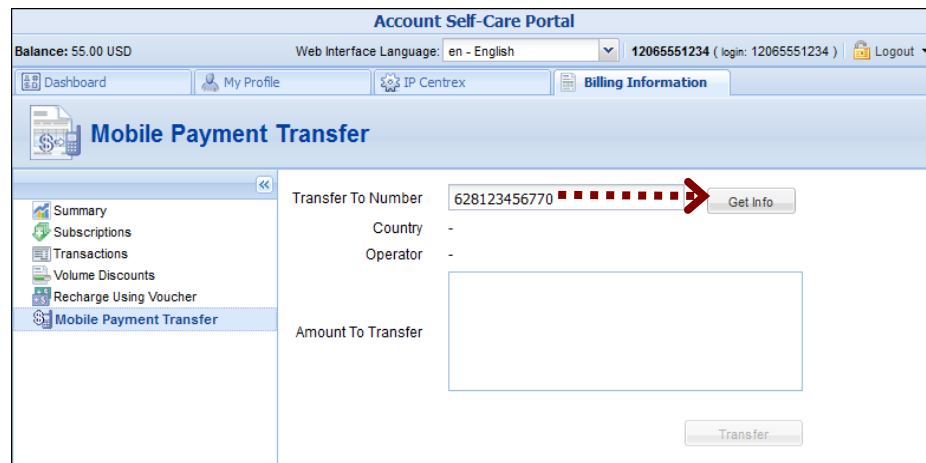 Account Self-Care Portal
Balance: 55.00 USD Web Interface Language: en - English 12065551234 ( login: 12065551234 ) Logout
Dashboard My Profile IP Centrex Billing Information
Mobile Payment Transfer
Summary
Subscriptions
Transactions
Volume Discounts
Recharge Using Voucher
Mobile Payment Transfer
Transfer To Number 628123456770 Get Info
Country -
Operator -
Amount To Transfer
Transfer